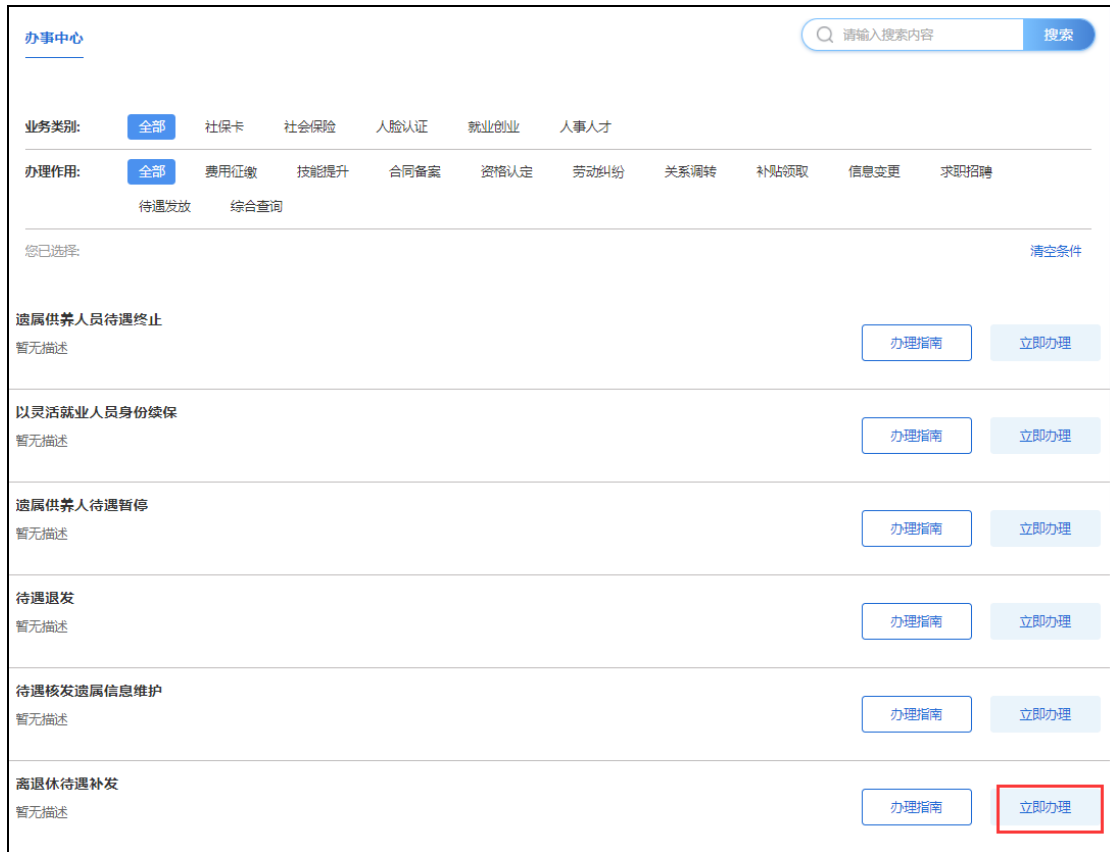 办事中心
请输入搜索内容 搜索
业务类别: 全部 社保卡 社会保险 人脸认证 就业创业 人事人才
办理作用: 全部 费用征缴 技能提升 合同备案 资格认定 劳动纠纷 关系调转 补贴领取 信息变更 求职招聘
待遇发放 综合查询
您已选择: 清空条件
遗属供养人员待遇终止
暂无描述
办理指南 立即办理
以灵活就业人员身份续保
暂无描述
办理指南 立即办理
遗属供养人待遇暂停
暂无描述
办理指南 立即办理
待遇退发
暂无描述
办理指南 立即办理
待遇核发遗属信息维护
暂无描述
办理指南 立即办理
离退休待遇补发
暂无描述
办理指南 立即办理